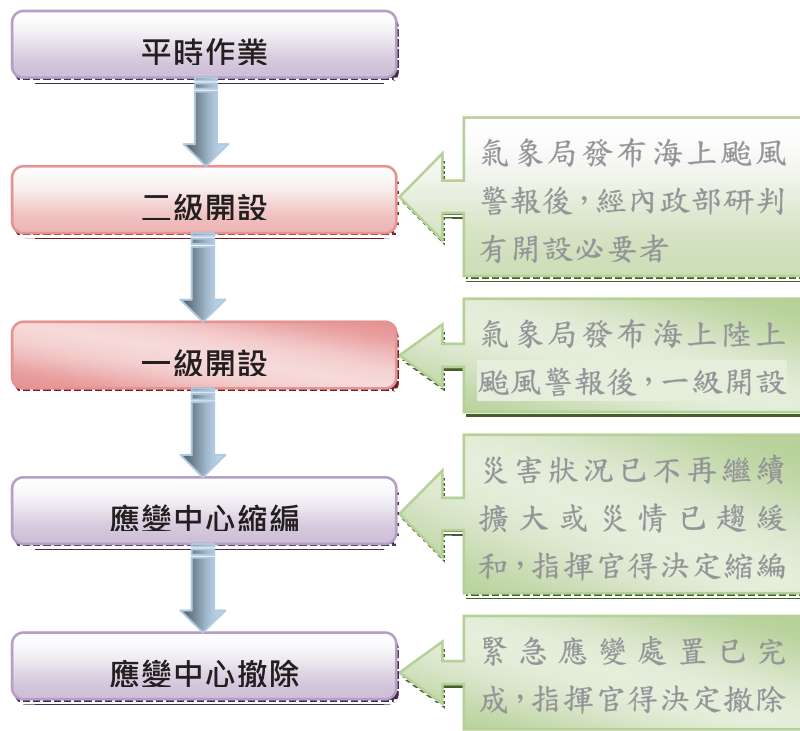 平時作業
二級開設
氣象局發布海上颱風
警報後，經內政部研判
有開設必要者
一級開設
氣象局發布海上陸上
颱風警報後，一級開設
應變中心縮編
災害狀況已不再繼續
擴大或災情已趨緩
和，指揮官得決定縮編
應變中心撤除
緊急應變處置已完
成，指揮官得決定撤除